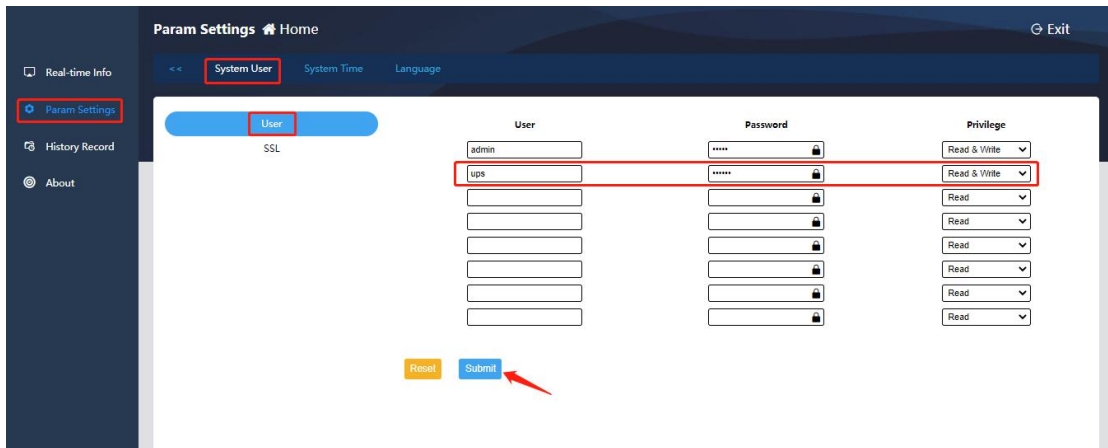 Param Settings Home Exit
Real-time Info
<< System User System Time Language
Param Settings
User User Password Privilege
SSL
History Record
admin ••••• Read & Write
About
ups •••••• Read & Write
Read
Read
Read
Read
Read
Read
Reset Submit